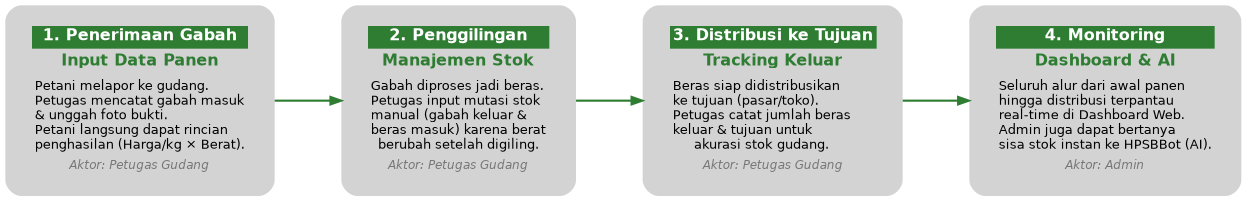 1. Penerimaan Gabah
Input Data Panen
Petani melapor ke gudang.
Petugas mencatat gabah masuk
& unggah foto bukti.
Petani langsung dapat rincian
penghasilan (Harga/kg × Berat).
Aktor: Petugas Gudang
2. Penggilingan
Manajemen Stok
Gabah diproses jadi beras.
Petugas input mutasi stok
manual (gabah keluar &
beras masuk) karena berat
berubah setelah digiling.
Aktor: Petugas Gudang
3. Distribusi ke Tujuan
Tracking Keluar
Beras siap didistribusikan
ke tujuan (pasar/toko).
Petugas catat jumlah beras
keluar & tujuan untuk
akurasi stok gudang.
Aktor: Petugas Gudang
4. Monitoring
Dashboard & AI
Seluruh alur dari awal panen
hingga distribusi terpantau
real-time di Dashboard Web.
Admin juga dapat bertanya
sisa stok instan ke HPSBBot (AI).
Aktor: Admin